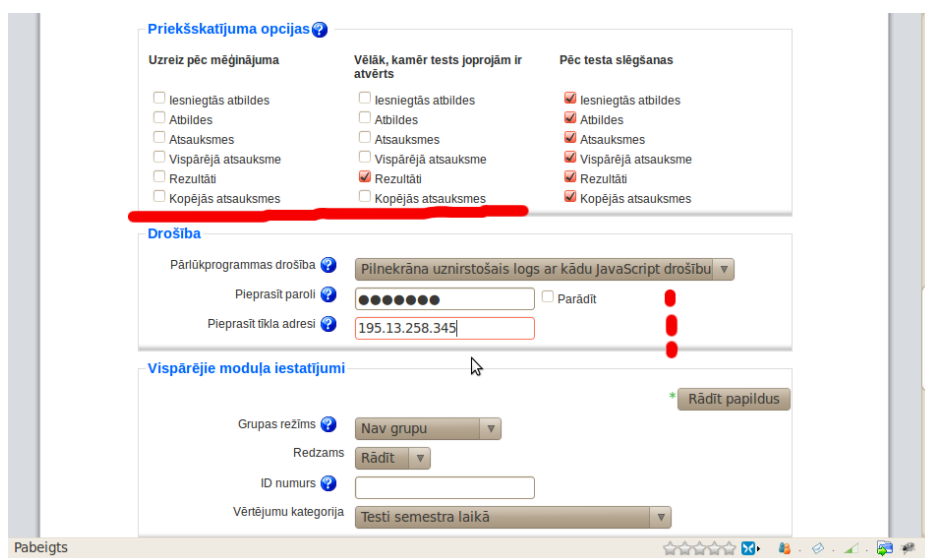 Priekšskatījuma opcijas
Uzreiz pēc mēģinājuma
Iesniegtās atbildes
Atbildes
Atsauksmes
Vispārējā atsauksme
Rezultāti
Kopējās atsauksmes
Vēlāk, kamēr tests joprojām ir
atvērts
Iesniegtās atbildes
Atbildes
Atsauksmes
Vispārējā atsauksme
Rezultāti
Kopējās atsauksmes
Pēc testa slēgšanas
Iesniegtās atbildes
Atbildes
Atsauksmes
Vispārējā atsauksme
Rezultāti
Kopējās atsauksmes
Drošība
Pārlūkprogrammas drošība Pilnekrāna uznirstošais logs ar kādu JavaScript drošību
Pieprasīt paroli ●●●●●●● Parādīt
Pieprasīt tīkla adresi 195.13.258.345
Vispārējie moduļa iestatījumi
* Rādīt papildus
Grupas režīms Nav grupu
Redzams Rādīt
ID numurs
Vērtējumu kategorija Testi semestra laikā
Pabeigts